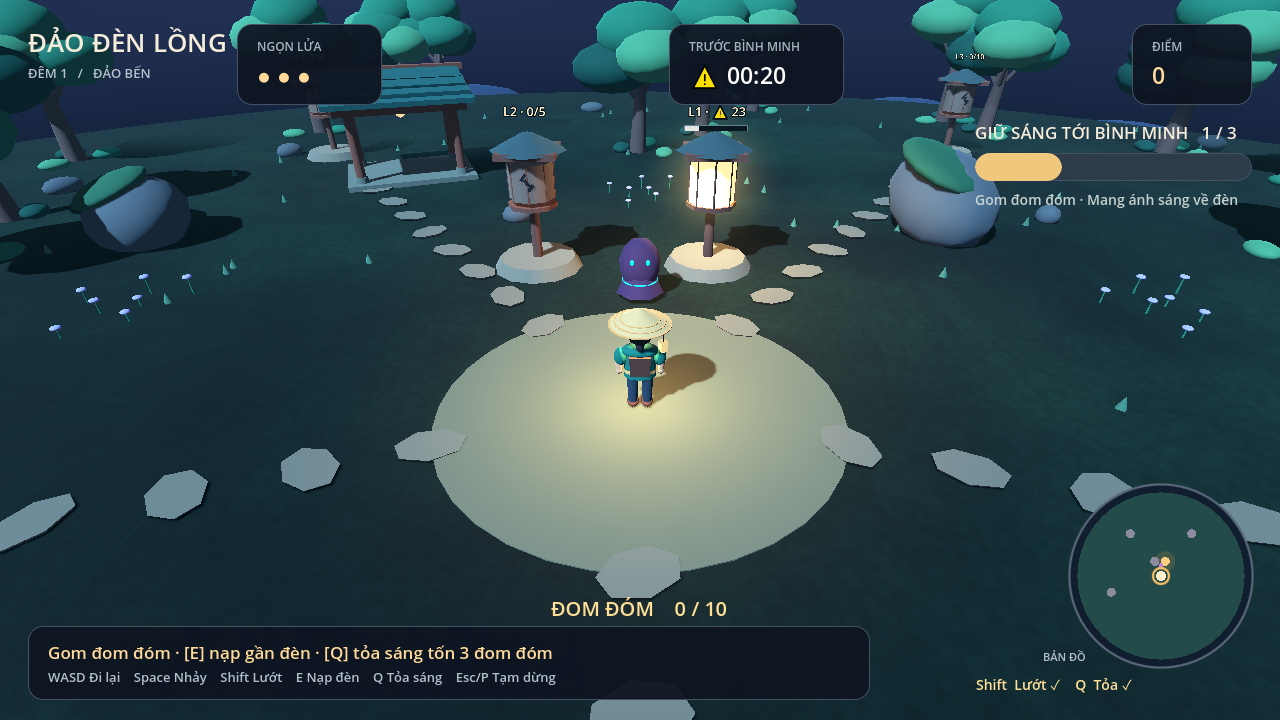 ĐẢO ĐÈN LỒNG
ĐÊM 1 / ĐẢO BẾN
NGỌN LỬA
TRƯỚC BÌNH MINH
00:20
ĐIỂM
0
L3 · 0/10
L2 · 0/5
L1 · ⚠ 23
GIỮ SÁNG TỚI BÌNH MINH 1 / 3
Gom đom đóm · Mang ánh sáng về đèn
ĐOM ĐÓM 0 / 10
Gom đom đóm · [E] nạp gần đèn · [Q] tỏa sáng tốn 3 đom đóm
WASD Đi lại Space Nhảy Shift Lướt E Nạp đèn Q Tỏa sáng Esc/P Tạm dừng
BẢN ĐỒ
Shift Lướt ✓ Q Tỏa ✓